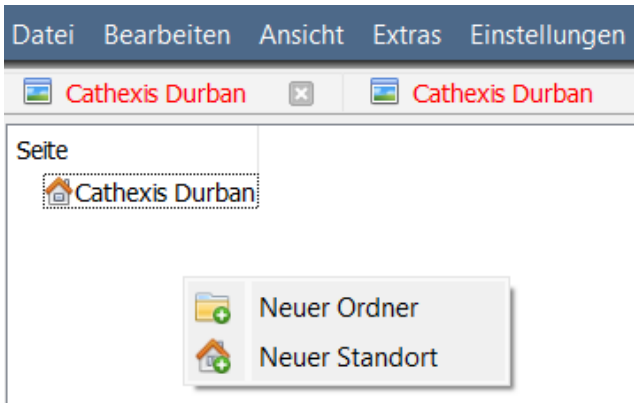 Datei Bearbeiten Ansicht Extras Einstellungen
Cathexis Durban Cathexis Durban
Seite
Cathexis Durban
Neuer Ordner
Neuer Standort